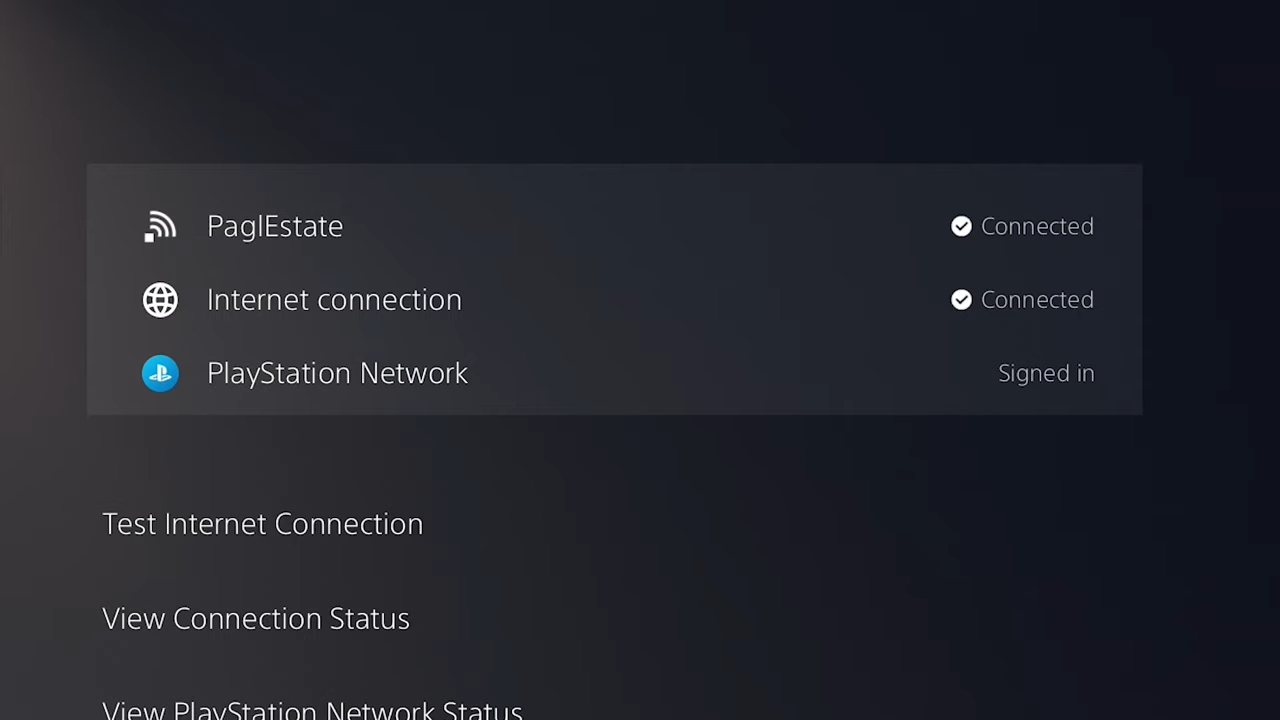 PaglEstate Connected
Internet connection Connected
PlayStation Network Signed in
Test Internet Connection
View Connection Status
View PlayStation Network Status